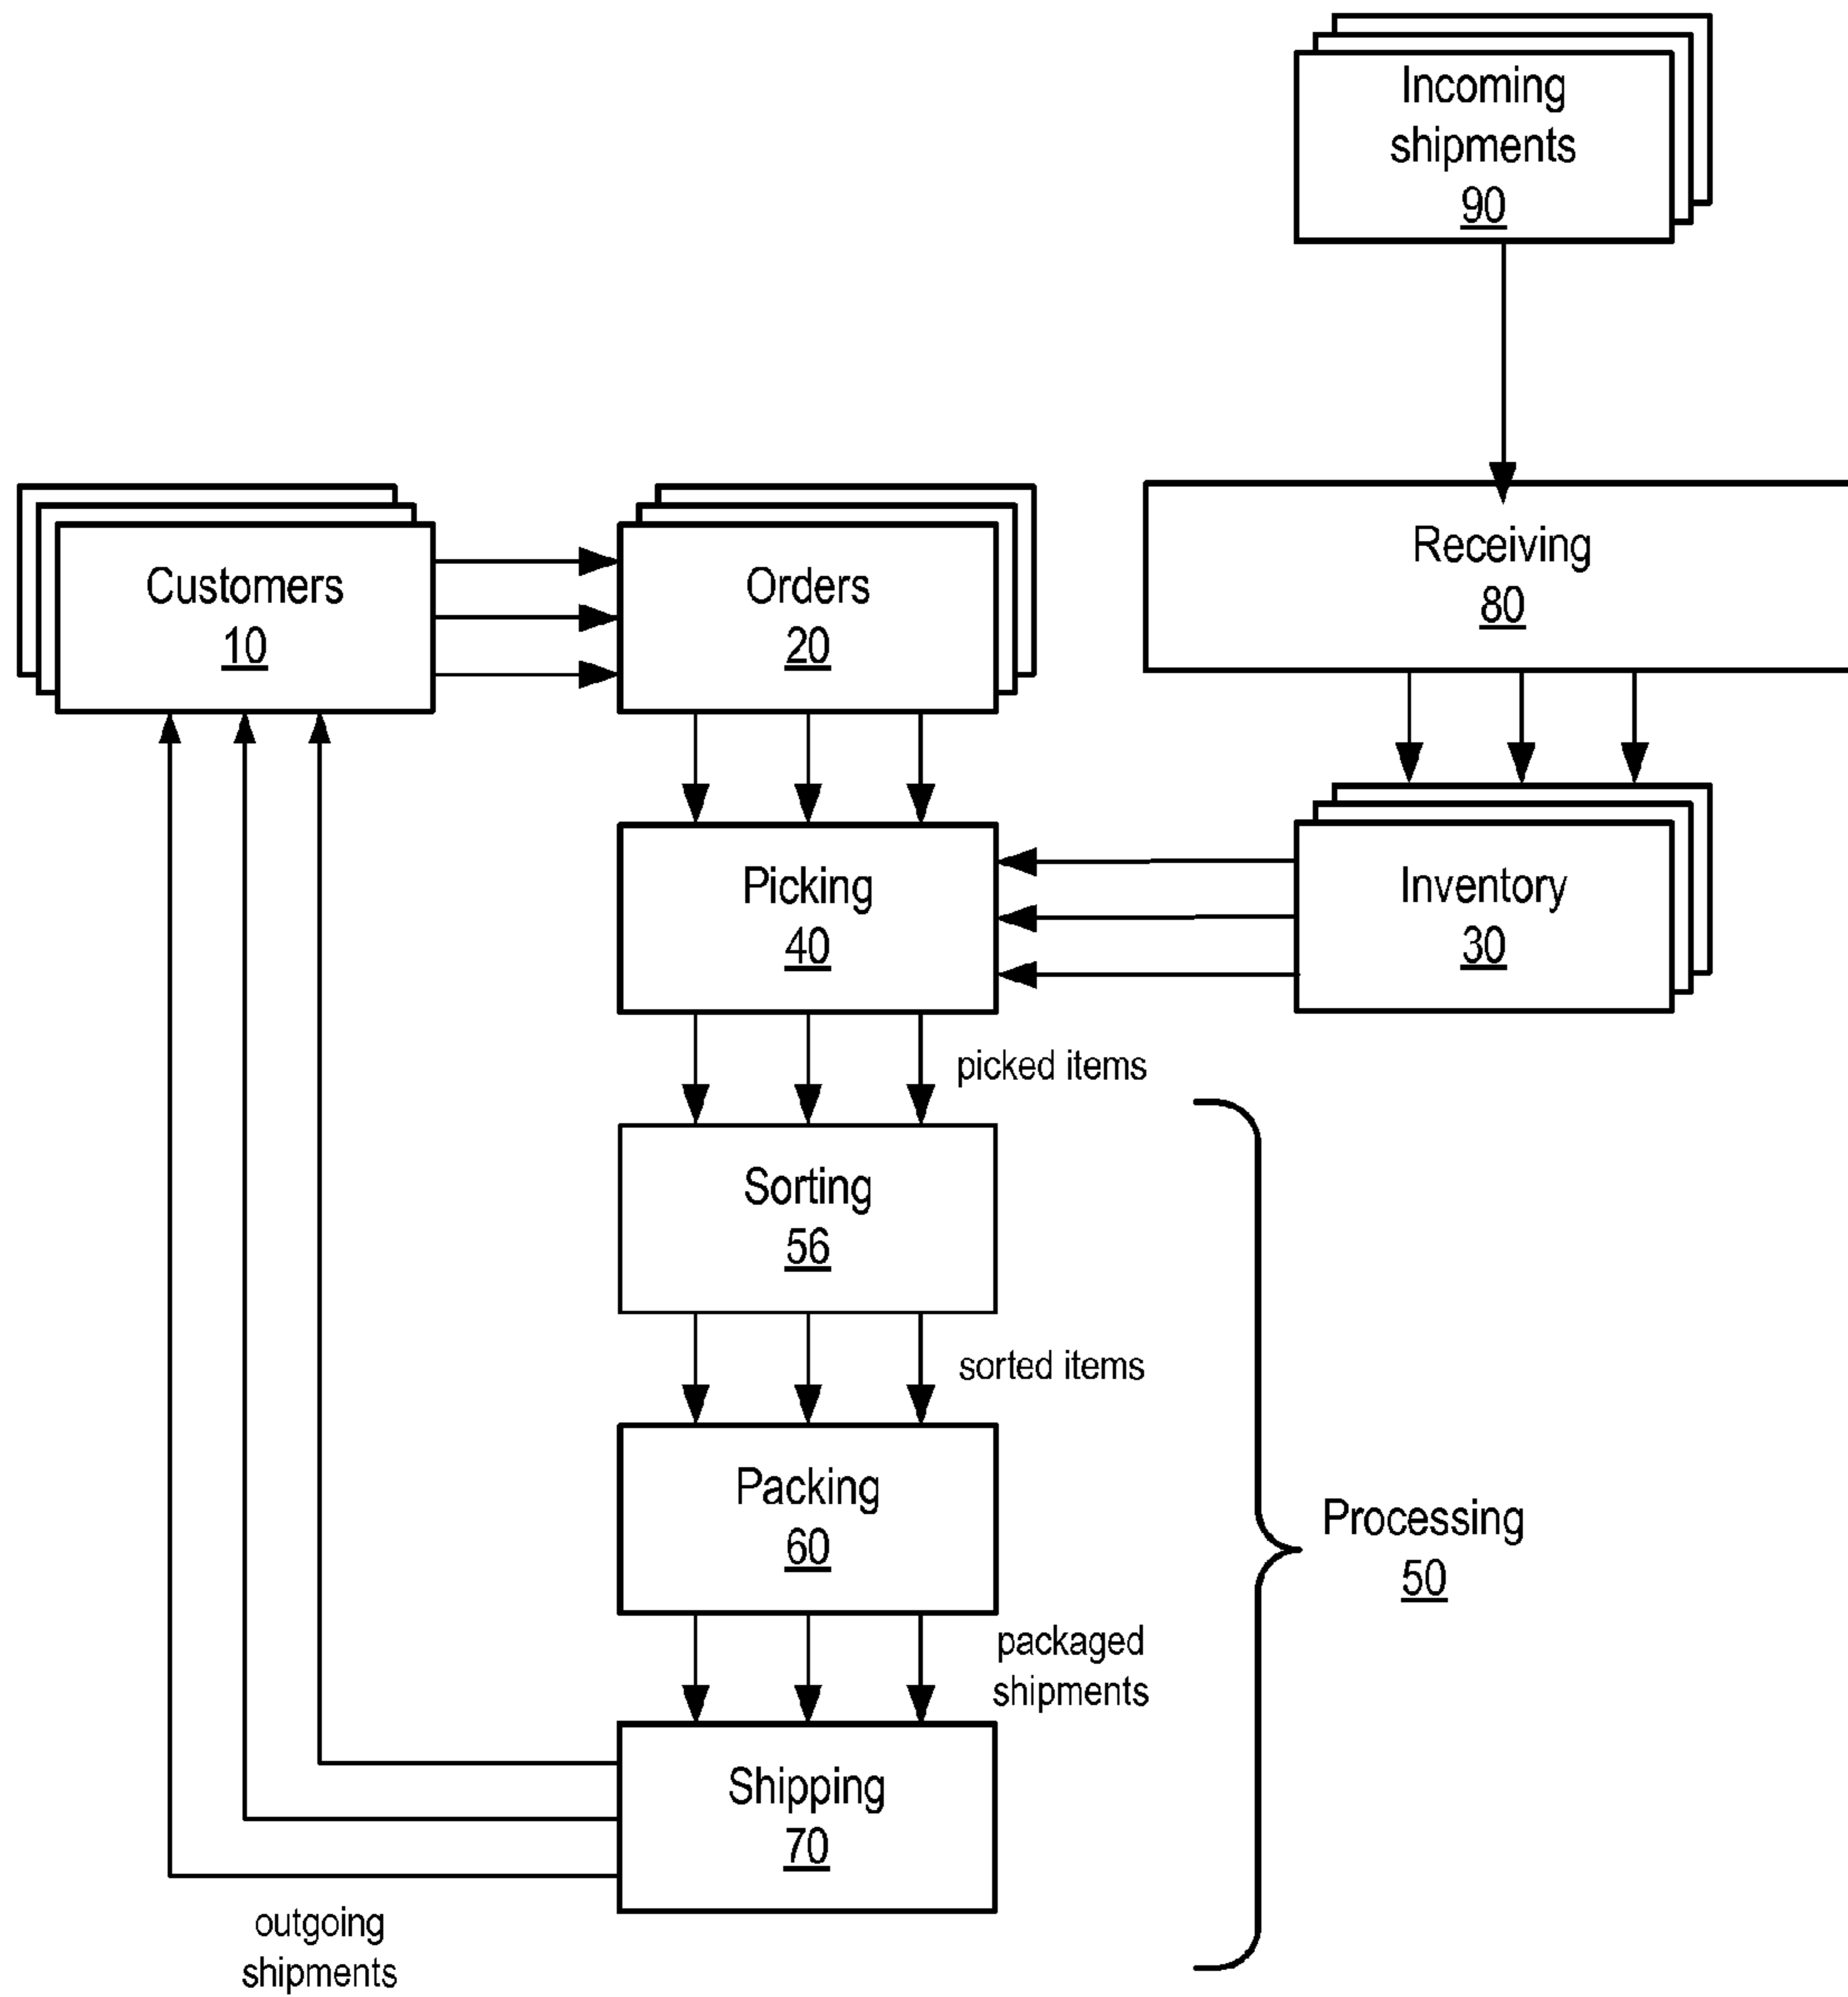 Incoming
shipments
90
Customers
10
Orders
20
Receiving
80
Picking
40
Inventory
30
picked items
Sorting
56
sorted items
Packing
60
Processing
50
packaged
shipments
Shipping
70
outgoing
shipments